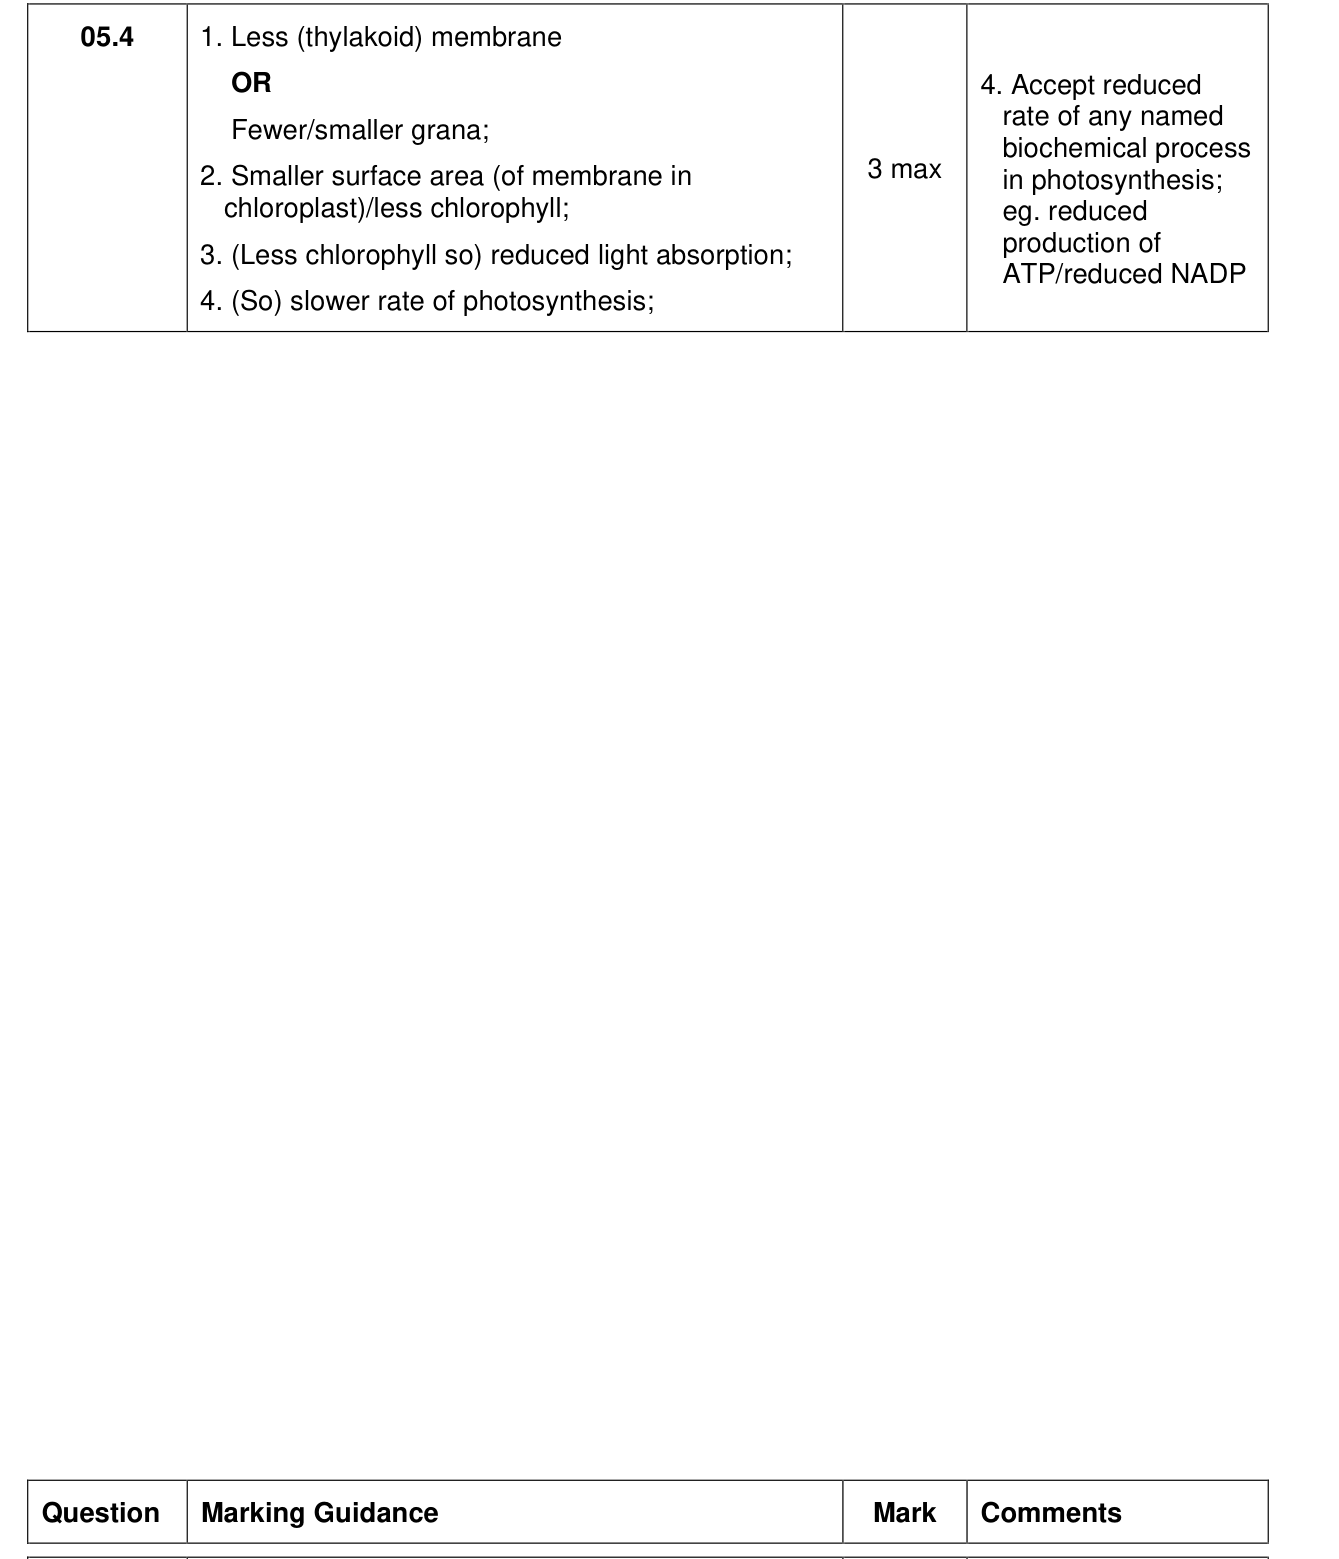 05.4
1. Less (thylakoid) membrane
OR
Fewer/smaller grana;
2. Smaller surface area (of membrane in
chloroplast)/less chlorophyll;
3. (Less chlorophyll so) reduced light absorption;
4. (So) slower rate of photosynthesis;
3 max
4. Accept reduced
rate of any named
biochemical process
in photosynthesis;
eg. reduced
production of
ATP/reduced NADP
Question Marking Guidance Mark Comments